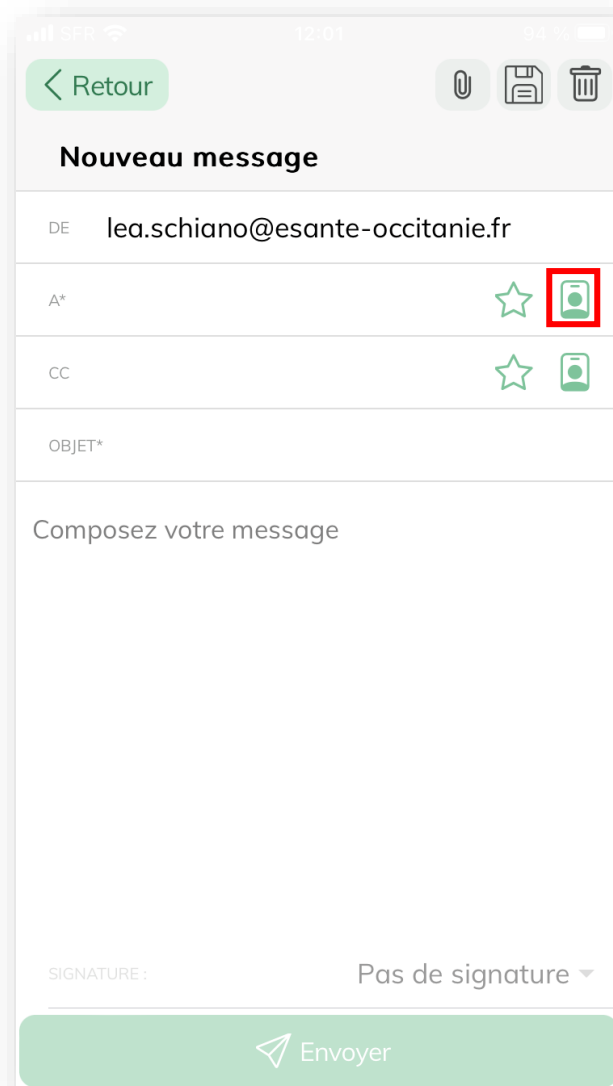 SFR 12:01 94 %
Retour
Nouveau message
DE lea.schiano@esante-occitanie.fr
A*
CC
OBJET*
Composez votre message
SIGNATURE : Pas de signature
Envoyer